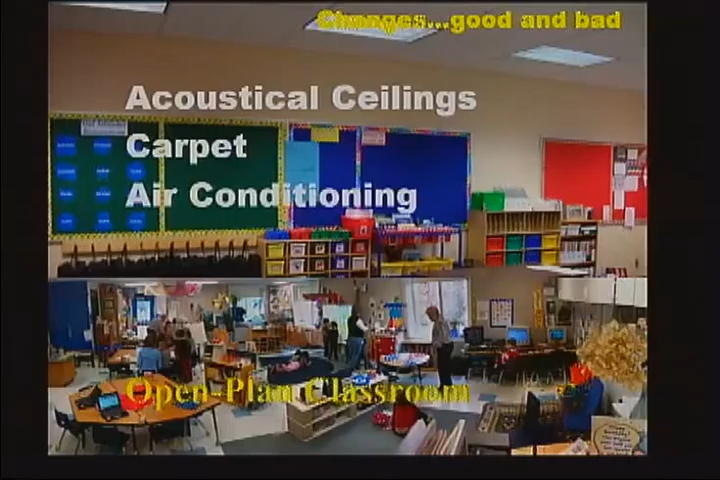 Changes...good and bad
Acoustical Ceilings
Carpet
Air Conditioning
Open-Plan Classroom